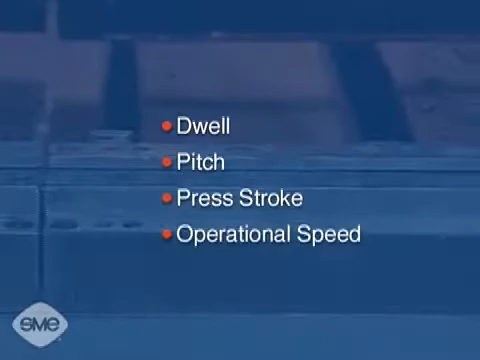 Dwell
Pitch
Press Stroke
Operational Speed
SME